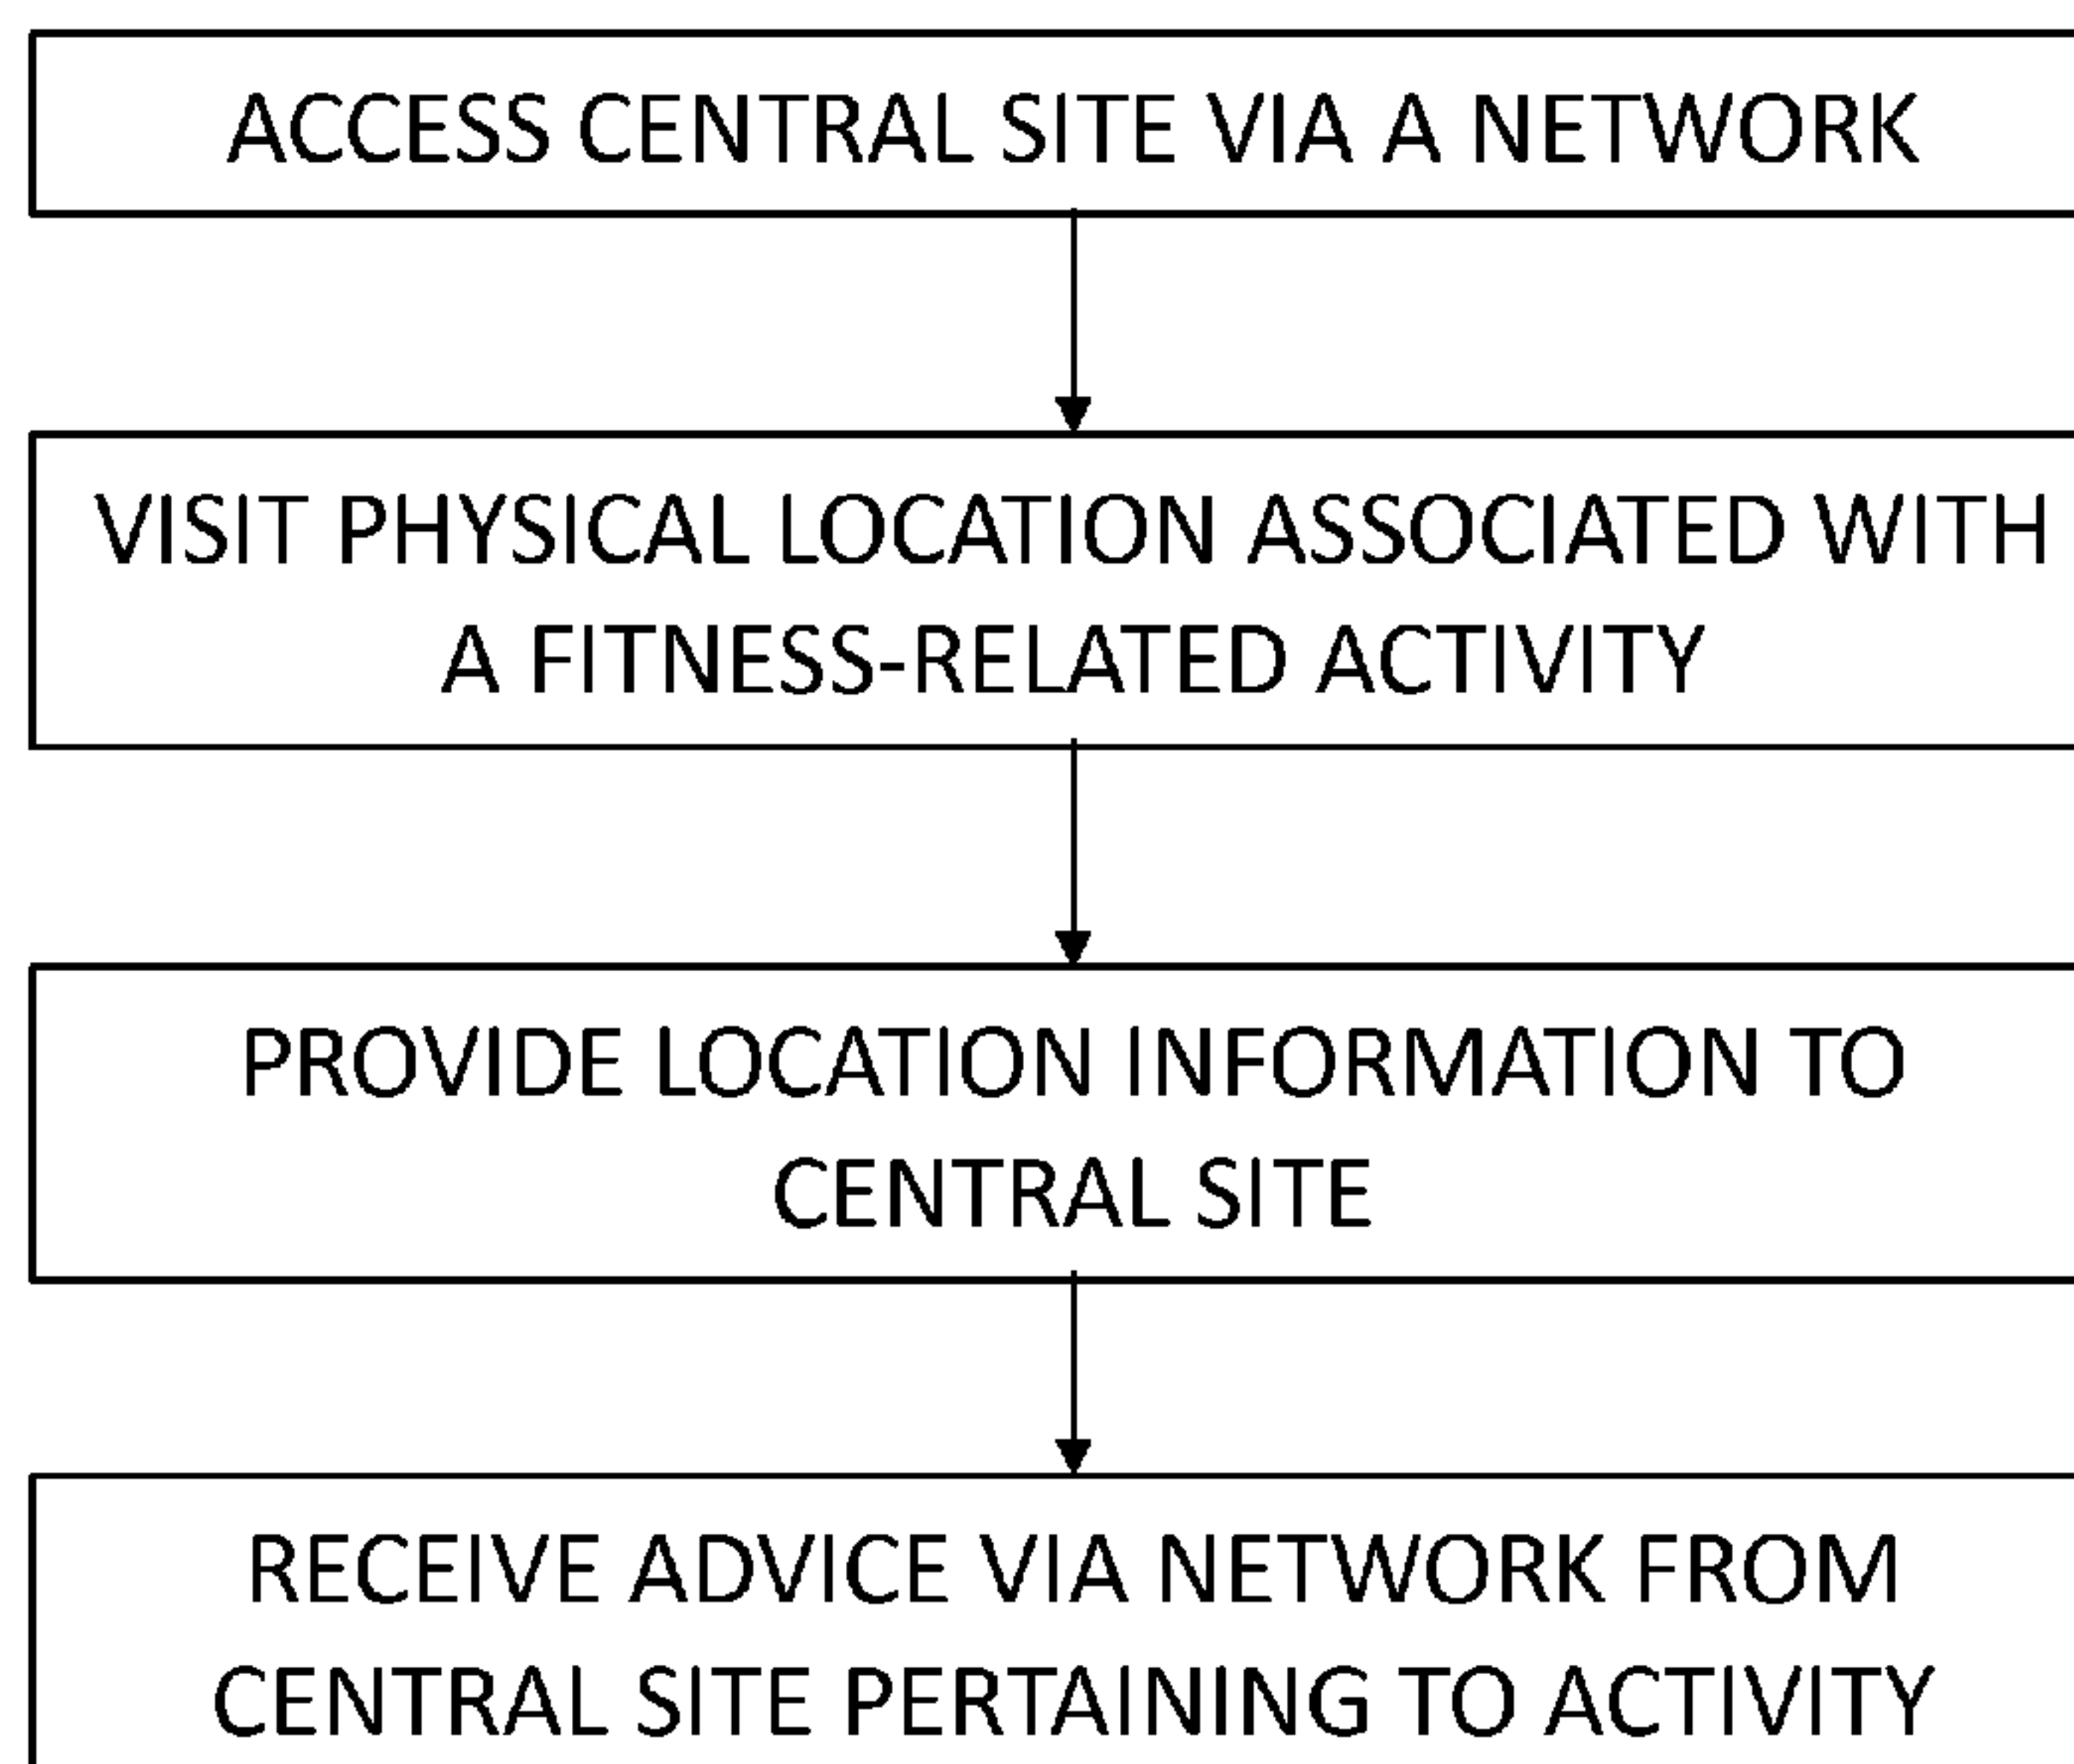 ACCESS CENTRAL SITE VIA A NETWORK
VISIT PHYSICAL LOCATION ASSOCIATED WITH
A FITNESS-RELATED ACTIVITY
PROVIDE LOCATION INFORMATION TO
CENTRAL SITE
RECEIVE ADVICE VIA NETWORK FROM
CENTRAL SITE PERTAINING TO ACTIVITY